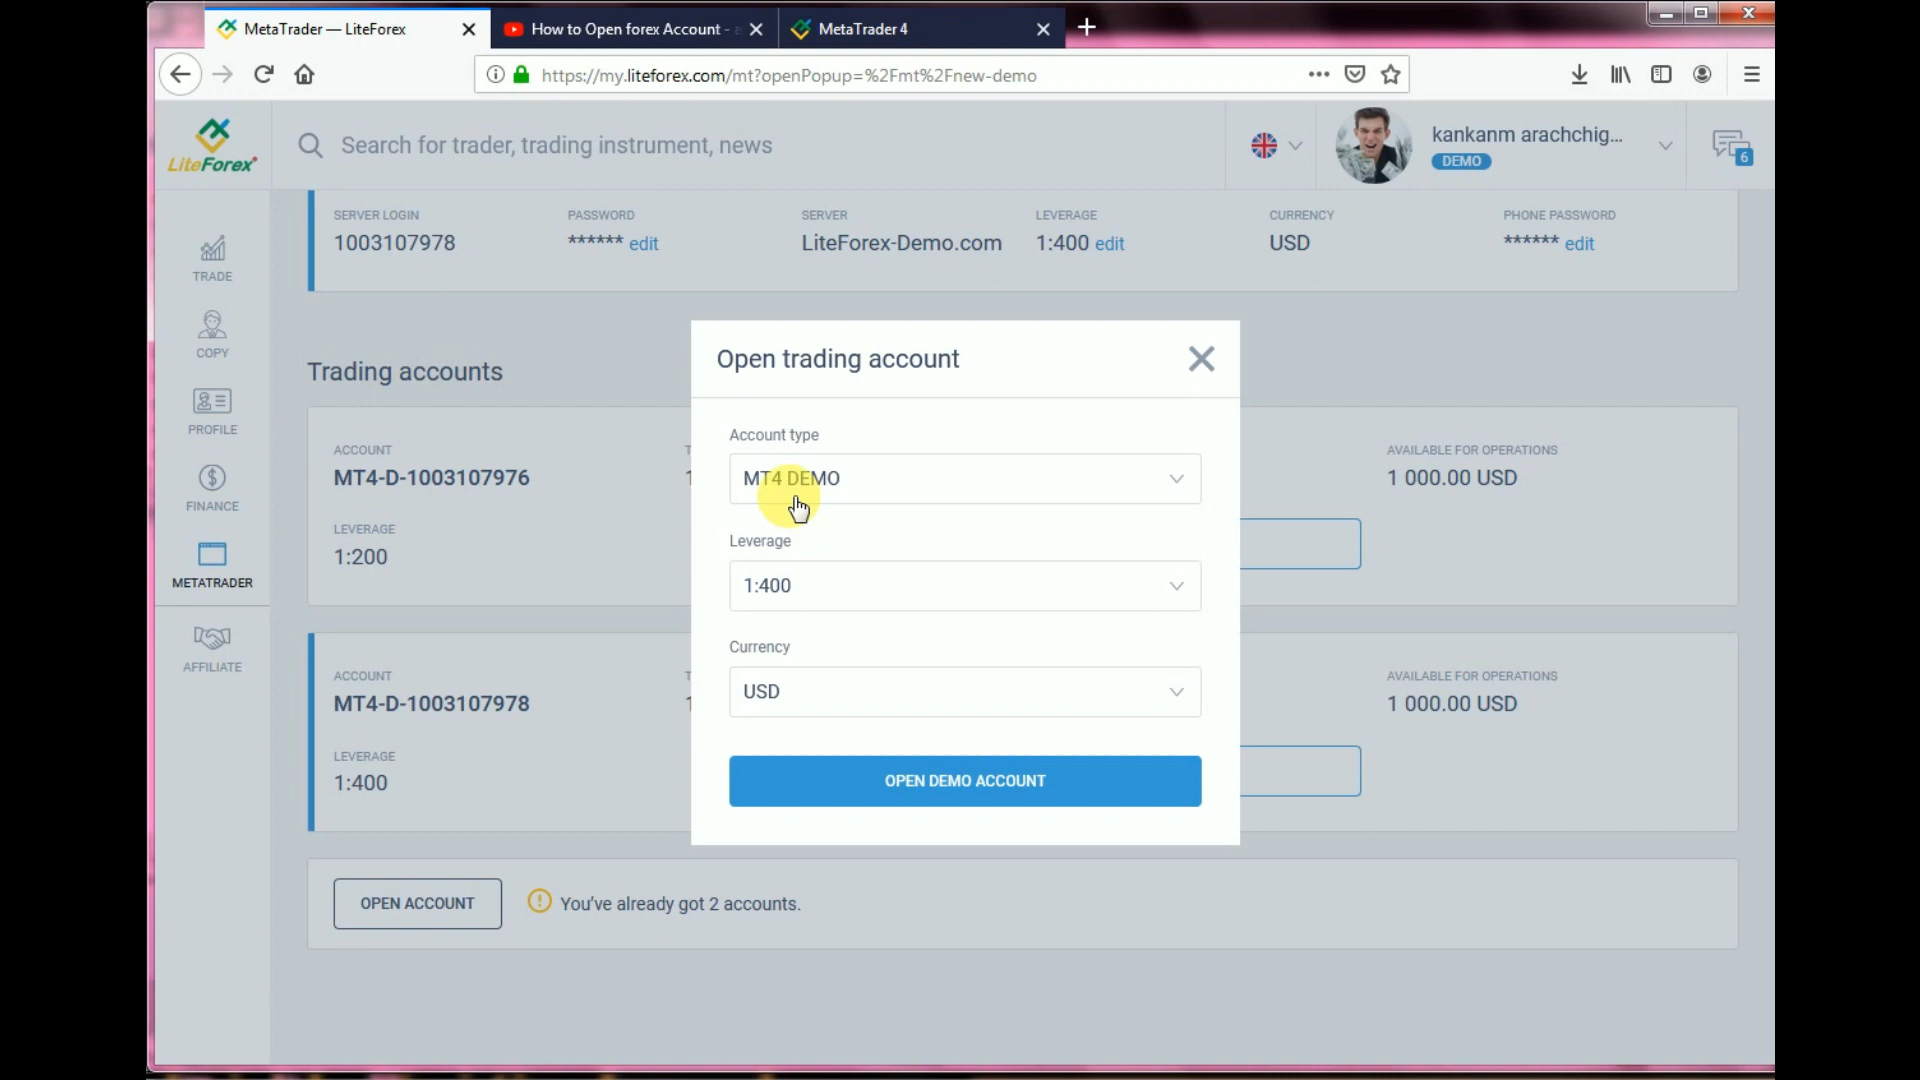 MetaTrader — LiteForex
How to Open forex Account -
MetaTrader 4
https://my.liteforex.com/mt?openPopup=%2Fmt%2Fnew-demo
LiteForex
Search for trader, trading instrument, news
kankanm arachchig...
DEMO
6
TRADE
COPY
PROFILE
FINANCE
METATRADER
AFFILIATE
SERVER LOGIN
1003107978
PASSWORD
****** edit
SERVER
LiteForex-Demo.com
LEVERAGE
1:400 edit
CURRENCY
USD
PHONE PASSWORD
****** edit
Trading accounts
ACCOUNT
MT4-D-1003107976
LEVERAGE
1:200
AVAILABLE FOR OPERATIONS
1 000.00 USD
ACCOUNT
MT4-D-1003107978
LEVERAGE
1:400
AVAILABLE FOR OPERATIONS
1 000.00 USD
Open trading account
Account type
MT4 DEMO
Leverage
1:400
Currency
USD
OPEN DEMO ACCOUNT
OPEN ACCOUNT
You've already got 2 accounts.